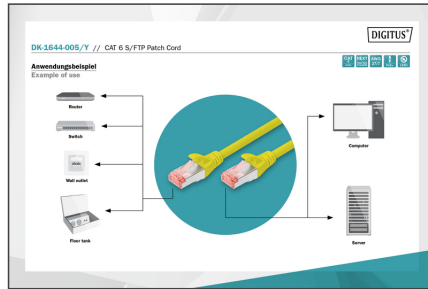 DIGITUS®
DK-1644-005/Y // CAT 6 S/FTP Patch Cord
Anwendungsbeispiel
Example of use
Router
Switch
Wall outlet
Floor tank
Computer
Server